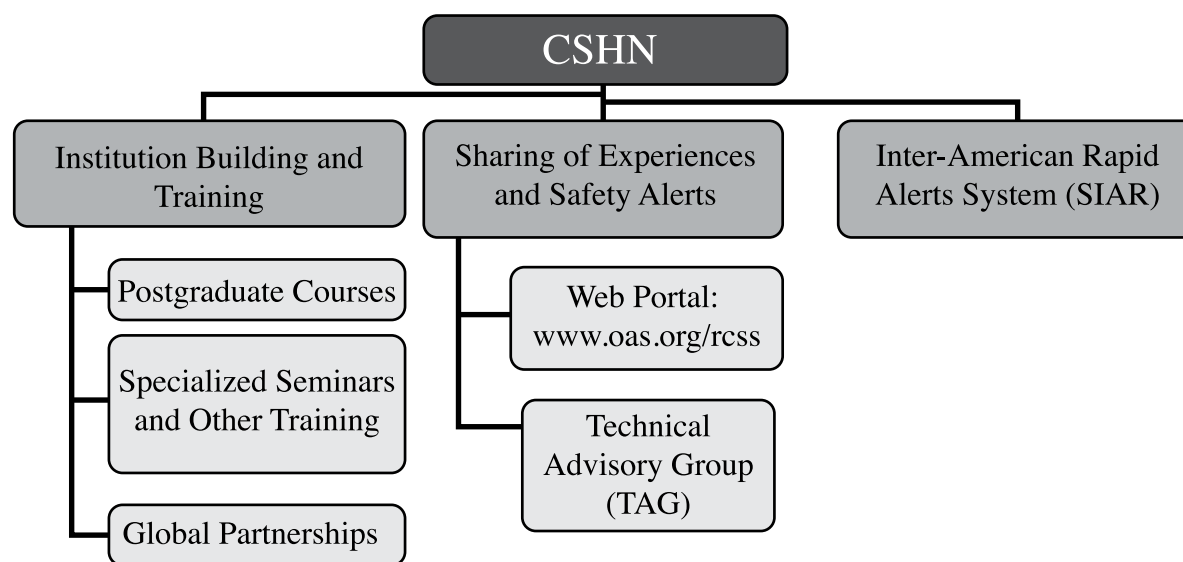 CSHN
Institution Building and
Training
Postgraduate Courses
Specialized Seminars
and Other Training
Global Partnerships
Sharing of Experiences
and Safety Alerts
Web Portal:
www.oas.org/rcss
Technical
Advisory Group
(TAG)
Inter-American Rapid
Alerts System (SIAR)